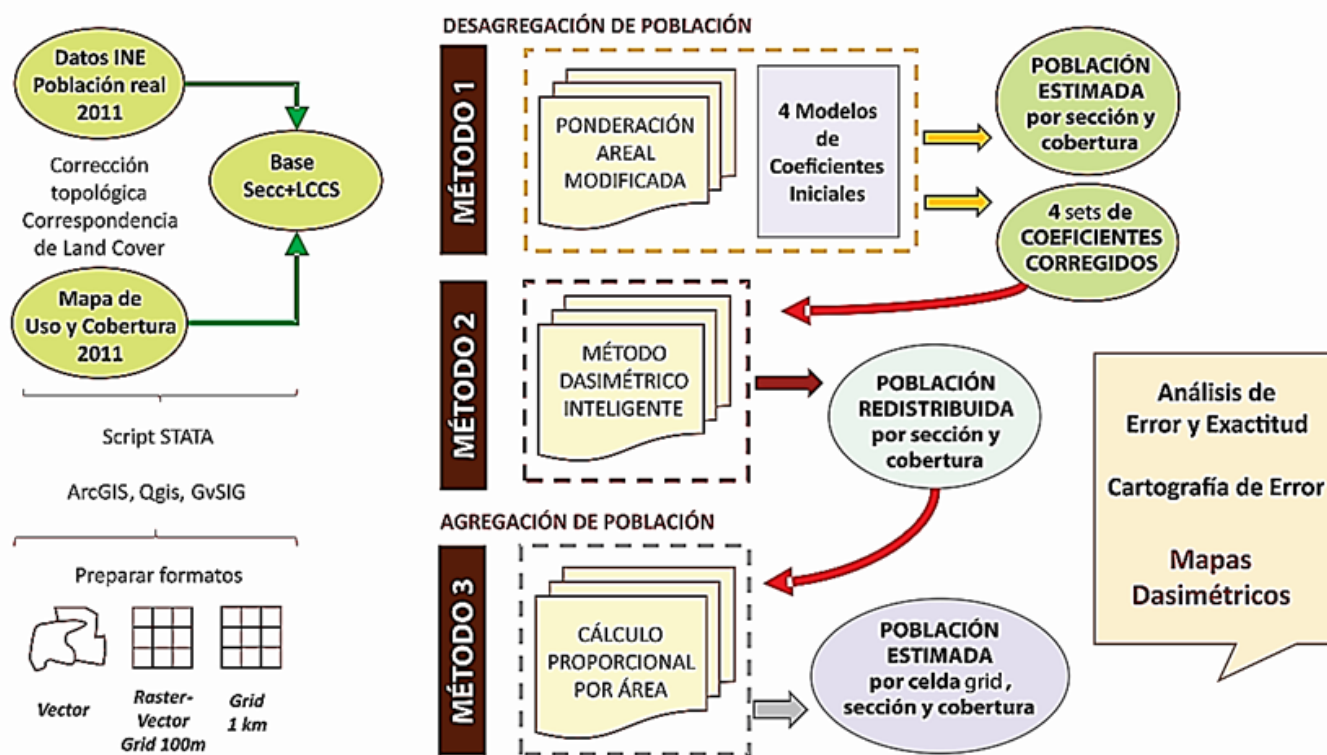 Datos INE
Población real
2011
Corrección
topológica
Correspondencia
de Land Cover
Base
Secc+LCCS
Mapa de
Uso y Cobertura
2011
Script STATA
ArcGIS, Qgis, GvSIG
Preparar formatos
Vector
Raster-
Vector
Grid 100m
Grid
1 km
DESAGREGACIÓN DE POBLACIÓN
MÉTODO 1
PONDERACIÓN
AREAL
MODIFICADA
4 Modelos
de
Coeficientes
Iniciales
POBLACIÓN
ESTIMADA
por sección y
cobertura
4 sets de
COEFICIENTES
CORREGIDOS
MÉTODO 2
MÉTODO
DASIMÉTRICO
INTELIGENTE
POBLACIÓN
REDISTRIBUIDA
por sección y
cobertura
AGREGACIÓN DE POBLACIÓN
MÉTODO 3
CÁLCULO
PROPORCIONAL
POR ÁREA
POBLACIÓN
ESTIMADA
por celda grid ,
sección y cobertura
Análisis de
Error y Exactitud
Cartografía de Error
Mapas
Dasimétricos